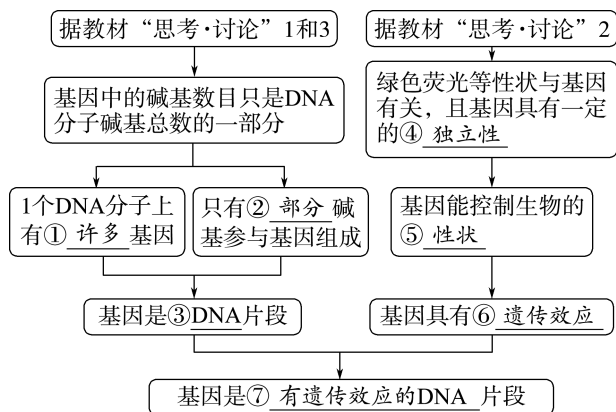 据教材“思考·讨论”1和3
据教材“思考·讨论”2
基因中的碱基数目只是DNA
分子碱基总数的一部分
绿色荧光等性状与基因
有关，且基因具有一定
的④独立性
1个DNA分子上
有①许多基因
只有②部分碱
基参与基因组成
基因能控制生物的
⑤性状
基因是③DNA片段
基因具有⑥遗传效应
基因是⑦有遗传效应的DNA片段